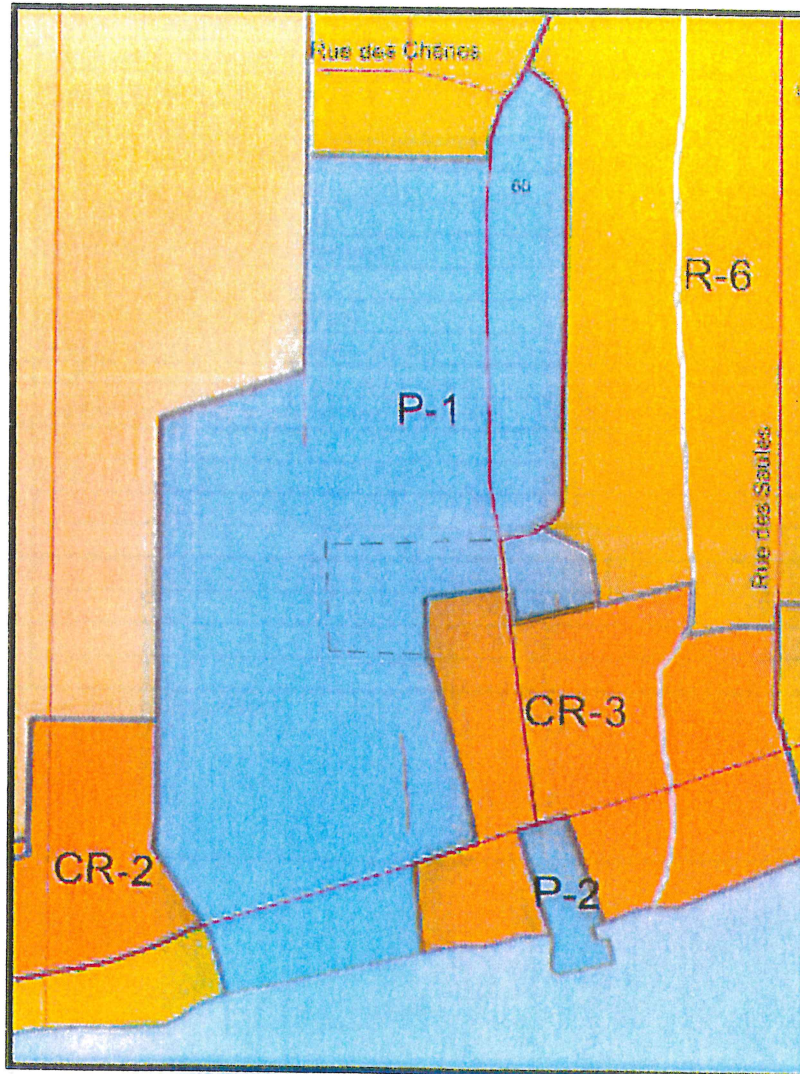 Rue des Chênes
60
R-6
P-1
Rue des Saules
CR-3
CR-2
P-2